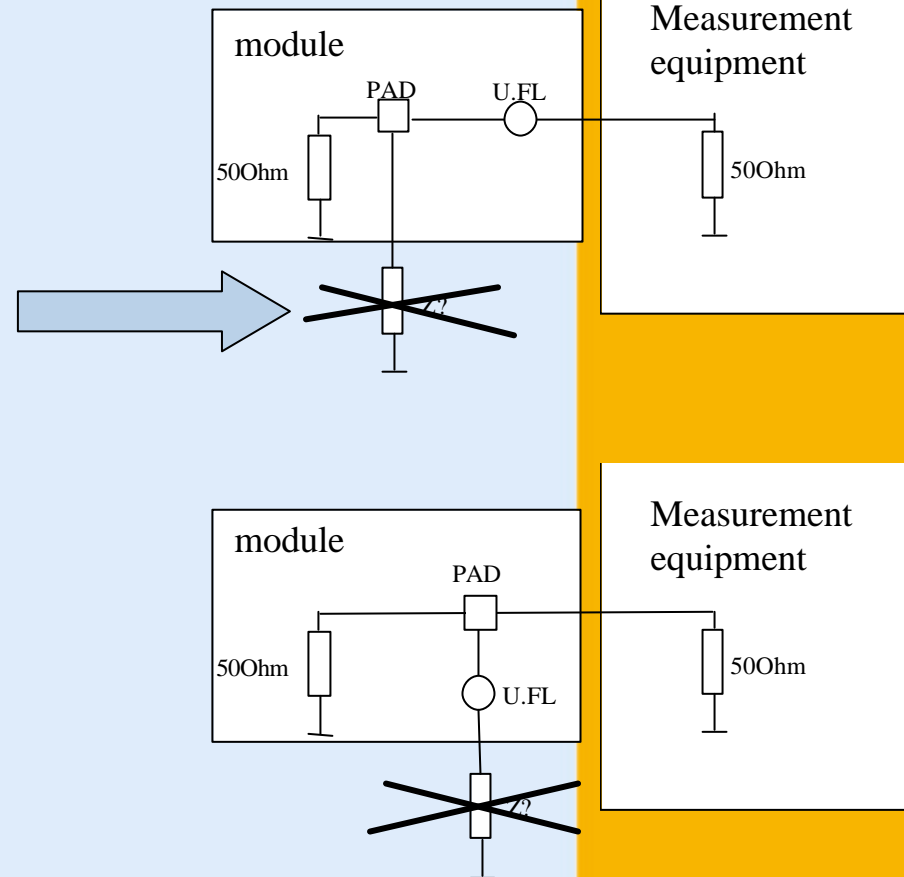 module
Measurement
equipment
PAD
U.FL
50Ohm
50Ohm
Z?
module
Measurement
equipment
PAD
50Ohm
U.FL
50Ohm
Z?